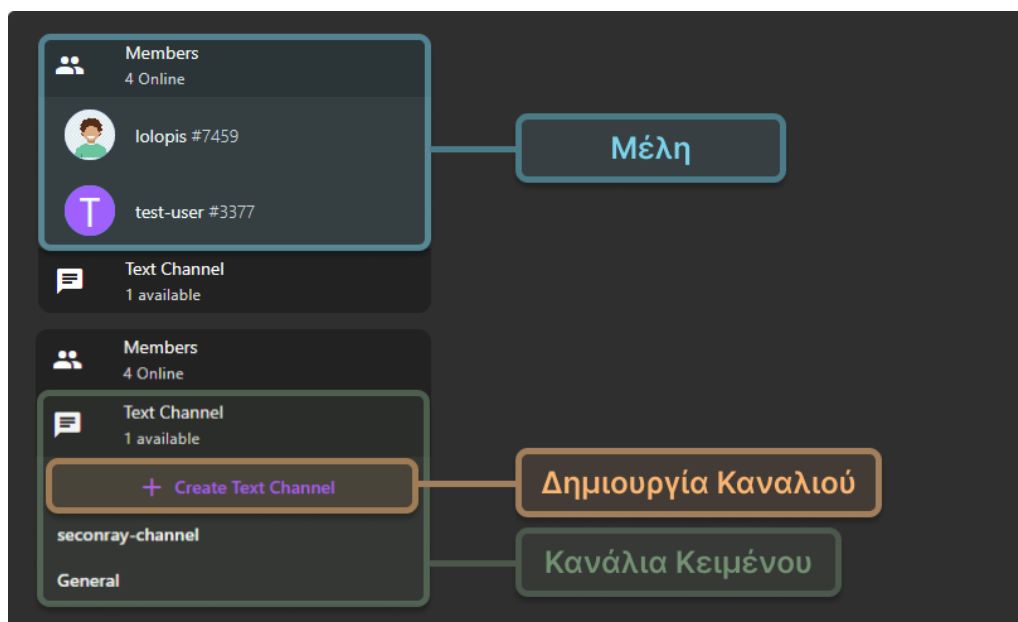 Members
4 Online
lolopis #7459
Μέλη
T
test-user #3377
Text Channel
1 available
Members
4 Online
Text Channel
1 available
+ Create Text Channel
Δημιουργία Καναλιού
seconray-channel
Κανάλια Κειμένου
General